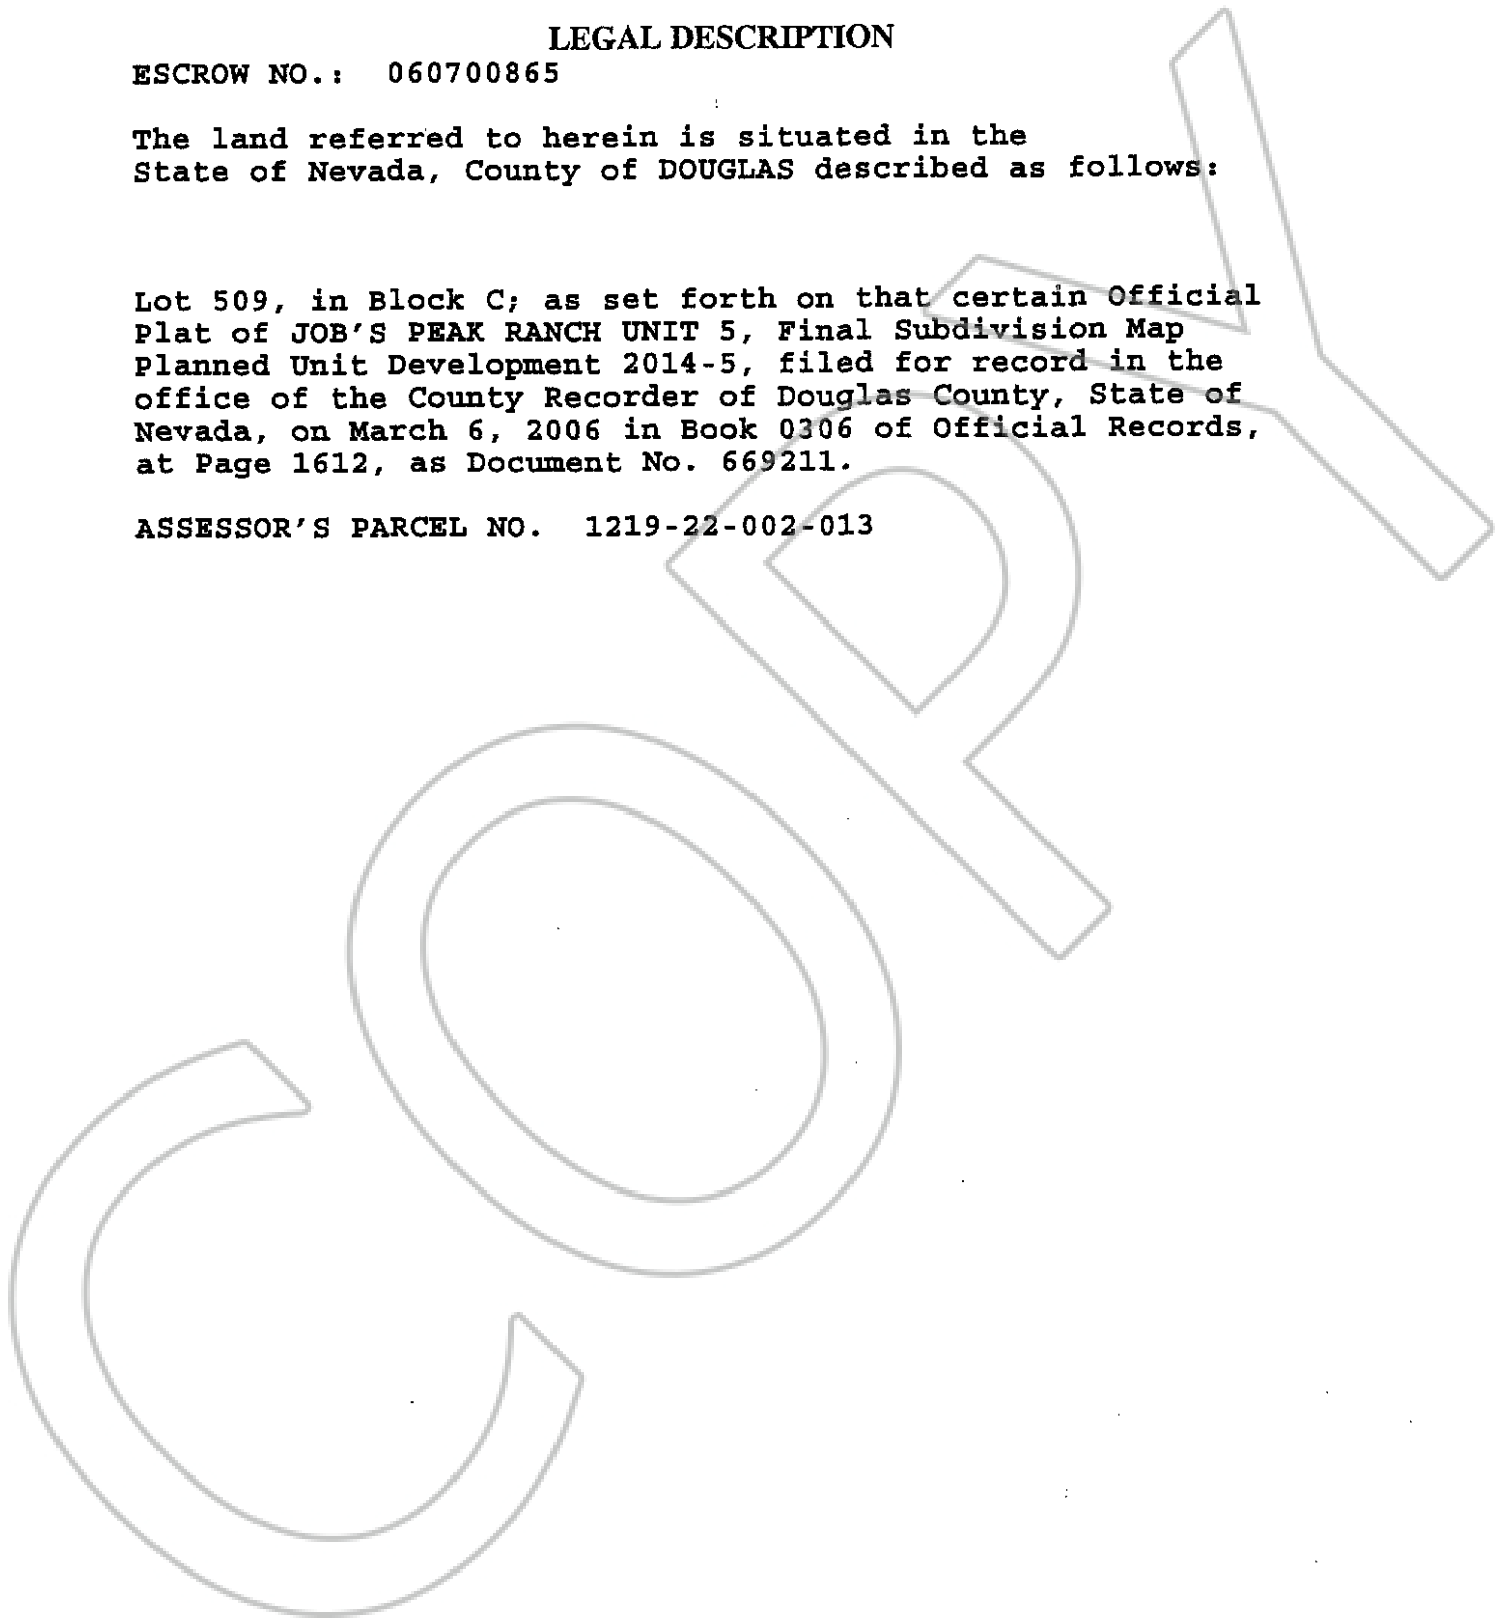 LEGAL DESCRIPTION
ESCROW NO.: 060700865
The land referred to herein is situated in the
State of Nevada, County of DOUGLAS described as follows:
Lot 509, in Block C; as set forth on that certain Official
Plat of JOB'S PEAK RANCH UNIT 5, Final Subdivision Map
Planned Unit Development 2014-5, filed for record in the
office of the County Recorder of Douglas County, State of
Nevada, on March 6, 2006 in Book 0306 of Official Records,
at Page 1612, as Document No. 669211.
ASSESSOR'S PARCEL NO. 1219-22-002-013
COPY